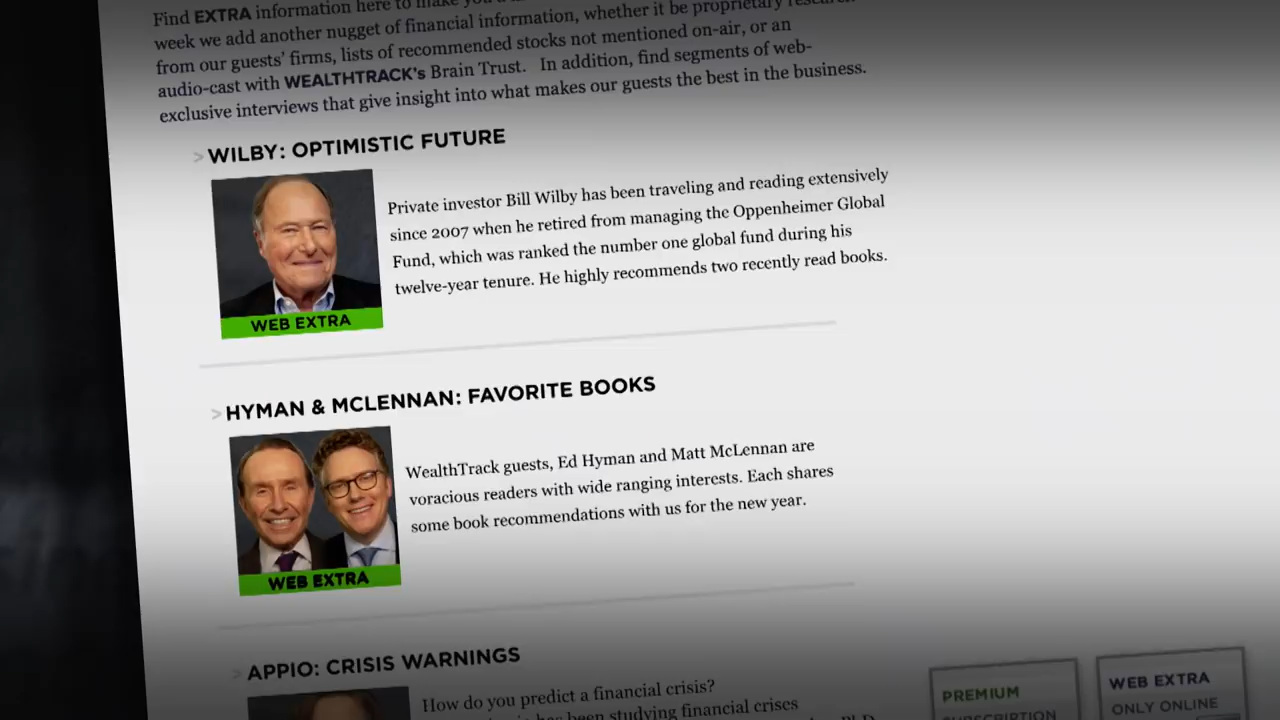 Find EXTRA information here to make you a
week we add another nugget of financial information, whether it be proprietary research
from our guests' firms, lists of recommended stocks not mentioned on-air, or an
audio-cast with WEALTHTRACK's Brain Trust. In addition, find segments of web-
exclusive interviews that give insight into what makes our guests the best in the business.
> WILBY: OPTIMISTIC FUTURE
Private investor Bill Wilby has been traveling and reading extensively
since 2007 when he retired from managing the Oppenheimer Global
Fund, which was ranked the number one global fund during his
twelve-year tenure. He highly recommends two recently read books.
WEB EXTRA
> HYMAN & MCLENNAN: FAVORITE BOOKS
WealthTrack guests, Ed Hyman and Matt McLennan are
voracious readers with wide ranging interests. Each shares
some book recommendations with us for the new year.
WEB EXTRA
> APPIO: CRISIS WARNINGS
How do you predict a financial crisis?
has been studying financial crises
PREMIUM
SUBSCRIPTION
WEB EXTRA
ONLY ONLINE